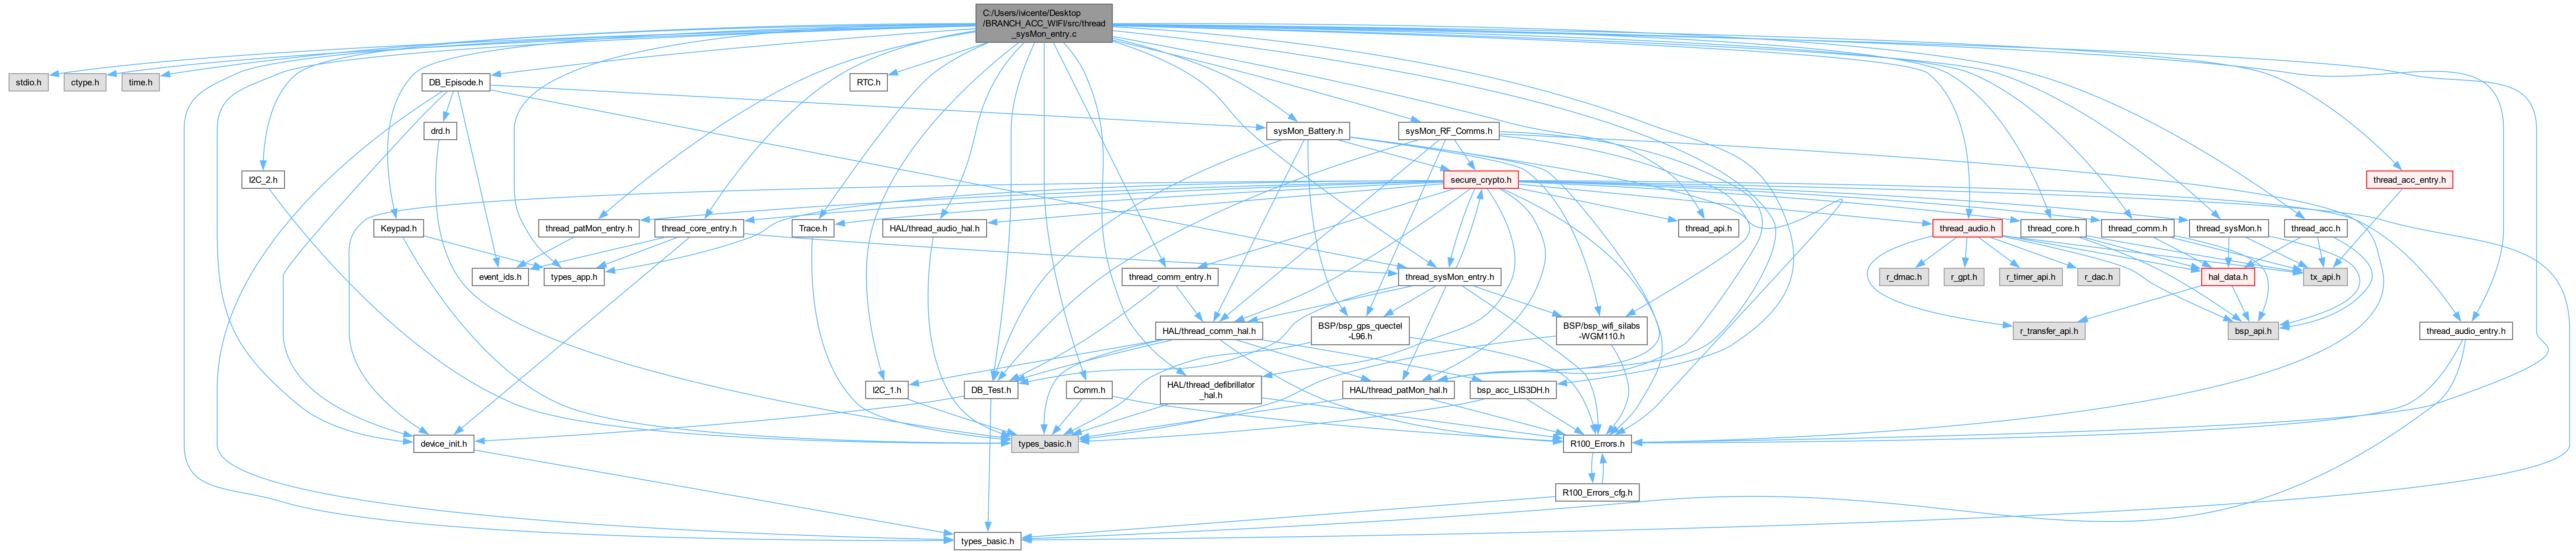 C:/Users/ivicente/Desktop
/BRANCH_ACC_WIFI/src/thread
_sysMon_entry.c
stdio.h
ctype.h
time.h
DB_Episode.h
RTC.h
drd.h
sysMon_Battery.h
sysMon_RF_Comms.h
I2C_2.h
secure_crypto.h
thread_acc_entry.h
Keypad.h
thread_patMon_entry.h
thread_core_entry.h
Trace.h
HAL/thread_audio_hal.h
thread_api.h
thread_audio.h
thread_core.h
thread_comm.h
thread_sysMon.h
thread_acc.h
event_ids.h
types_app.h
thread_comm_entry.h
thread_sysMon_entry.h
r_dmac.h
r_gpt.h
r_timer_api.h
r_dac.h
hal_data.h
tx_api.h
HAL/thread_comm_hal.h
BSP/bsp_gps_quectel
-L96.h
BSP/bsp_wifi_silabs
-WGM110.h
r_transfer_api.h
bsp_api.h
thread_audio_entry.h
I2C_1.h
DB_Test.h
Comm.h
HAL/thread_defibrillator
_hal.h
HAL/thread_patMon_hal.h
bsp_acc_LIS3DH.h
device_init.h
types_basic.h
R100_Errors.h
R100_Errors_cfg.h
types_basic.h